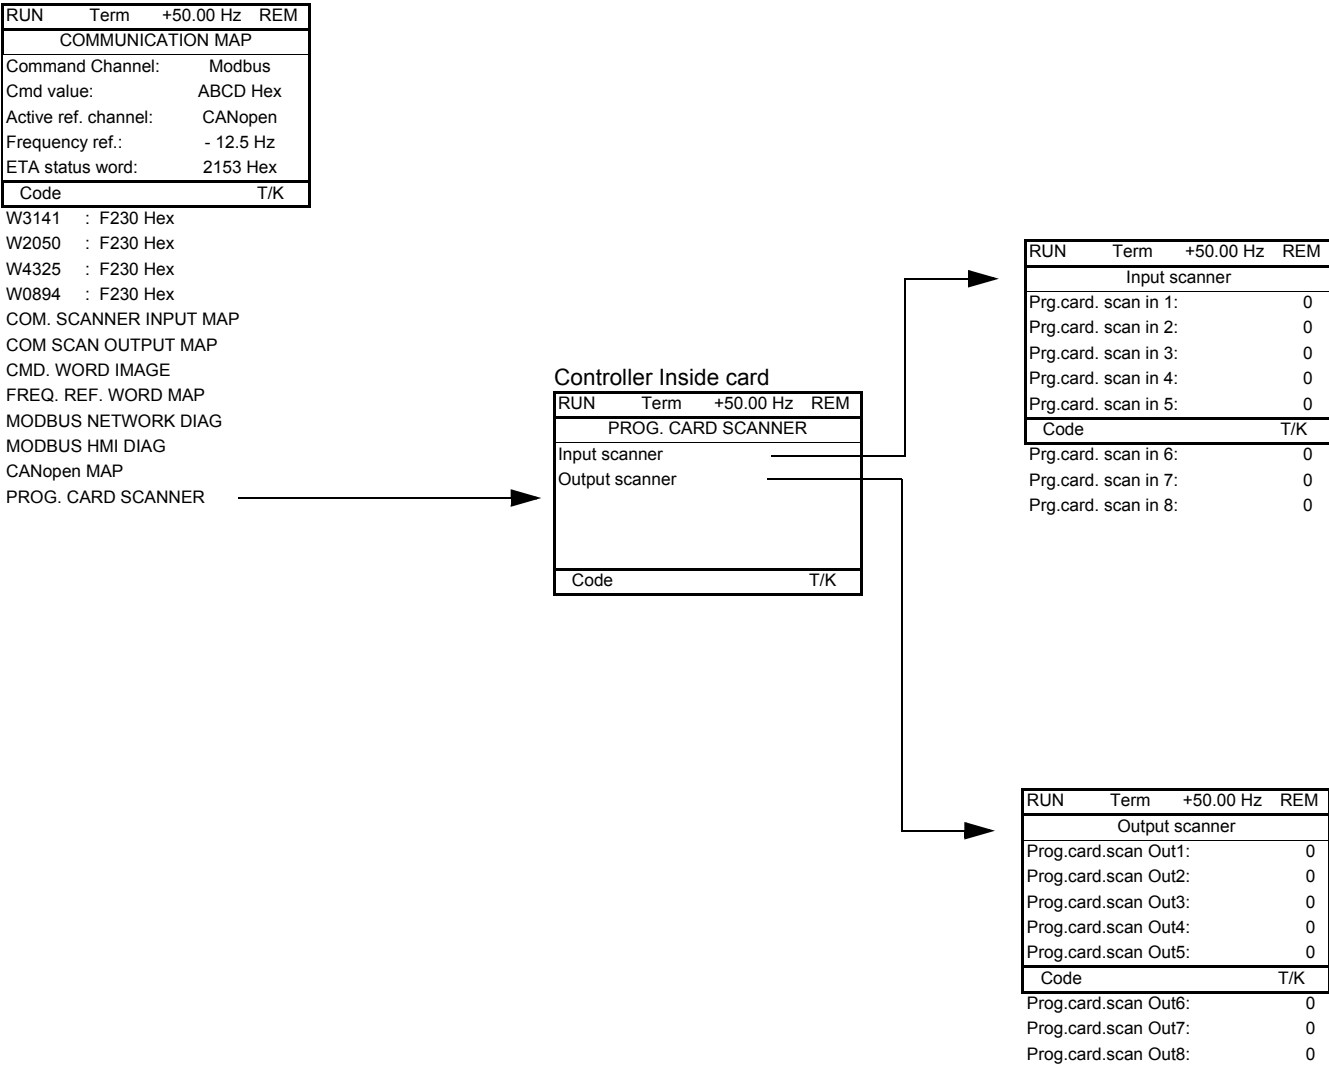 RUN Term +50.00 Hz REM
COMMUNICATION MAP
Command Channel: Modbus
Cmd value: ABCD Hex
Active ref. channel: CANopen
Frequency ref.: - 12.5 Hz
ETA status word: 2153 Hex
Code T/K
W3141 : F230 Hex
W2050 : F230 Hex
W4325 : F230 Hex
W0894 : F230 Hex
COM. SCANNER INPUT MAP
COM SCAN OUTPUT MAP
CMD. WORD IMAGE
FREQ. REF. WORD MAP
MODBUS NETWORK DIAG
MODBUS HMI DIAG
CANopen MAP
PROG. CARD SCANNER
Controller Inside card
RUN Term +50.00 Hz REM
PROG. CARD SCANNER
Input scanner
Output scanner
Code T/K
RUN Term +50.00 Hz REM
Input scanner
Prg.card. scan in 1: 0
Prg.card. scan in 2: 0
Prg.card. scan in 3: 0
Prg.card. scan in 4: 0
Prg.card. scan in 5: 0
Code T/K
Prg.card. scan in 6: 0
Prg.card. scan in 7: 0
Prg.card. scan in 8: 0
RUN Term +50.00 Hz REM
Output scanner
Prog.card.scan Out1: 0
Prog.card.scan Out2: 0
Prog.card.scan Out3: 0
Prog.card.scan Out4: 0
Prog.card.scan Out5: 0
Code T/K
Prog.card.scan Out6: 0
Prog.card.scan Out7: 0
Prog.card.scan Out8: 0